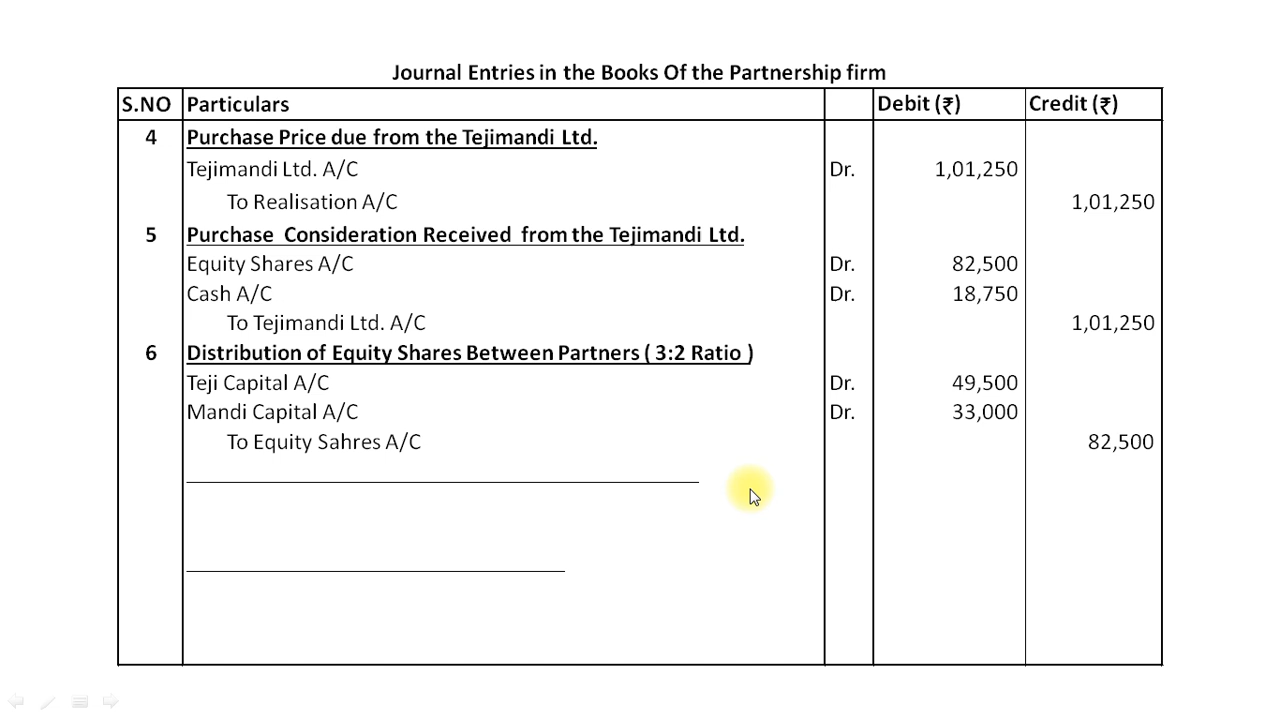 Journal Entries in the Books Of the Partnership firm
S.NO Particulars Debit (₹) Credit (₹)
4 Purchase Price due from the Tejimandi Ltd.
Tejimandi Ltd. A/C Dr. 1,01,250
To Realisation A/C 1,01,250
5 Purchase Consideration Received from the Tejimandi Ltd.
Equity Shares A/C Dr. 82,500
Cash A/C Dr. 18,750
To Tejimandi Ltd. A/C 1,01,250
6 Distribution of Equity Shares Between Partners ( 3:2 Ratio )
Teji Capital A/C Dr. 49,500
Mandi Capital A/C Dr. 33,000
To Equity Sahres A/C 82,500